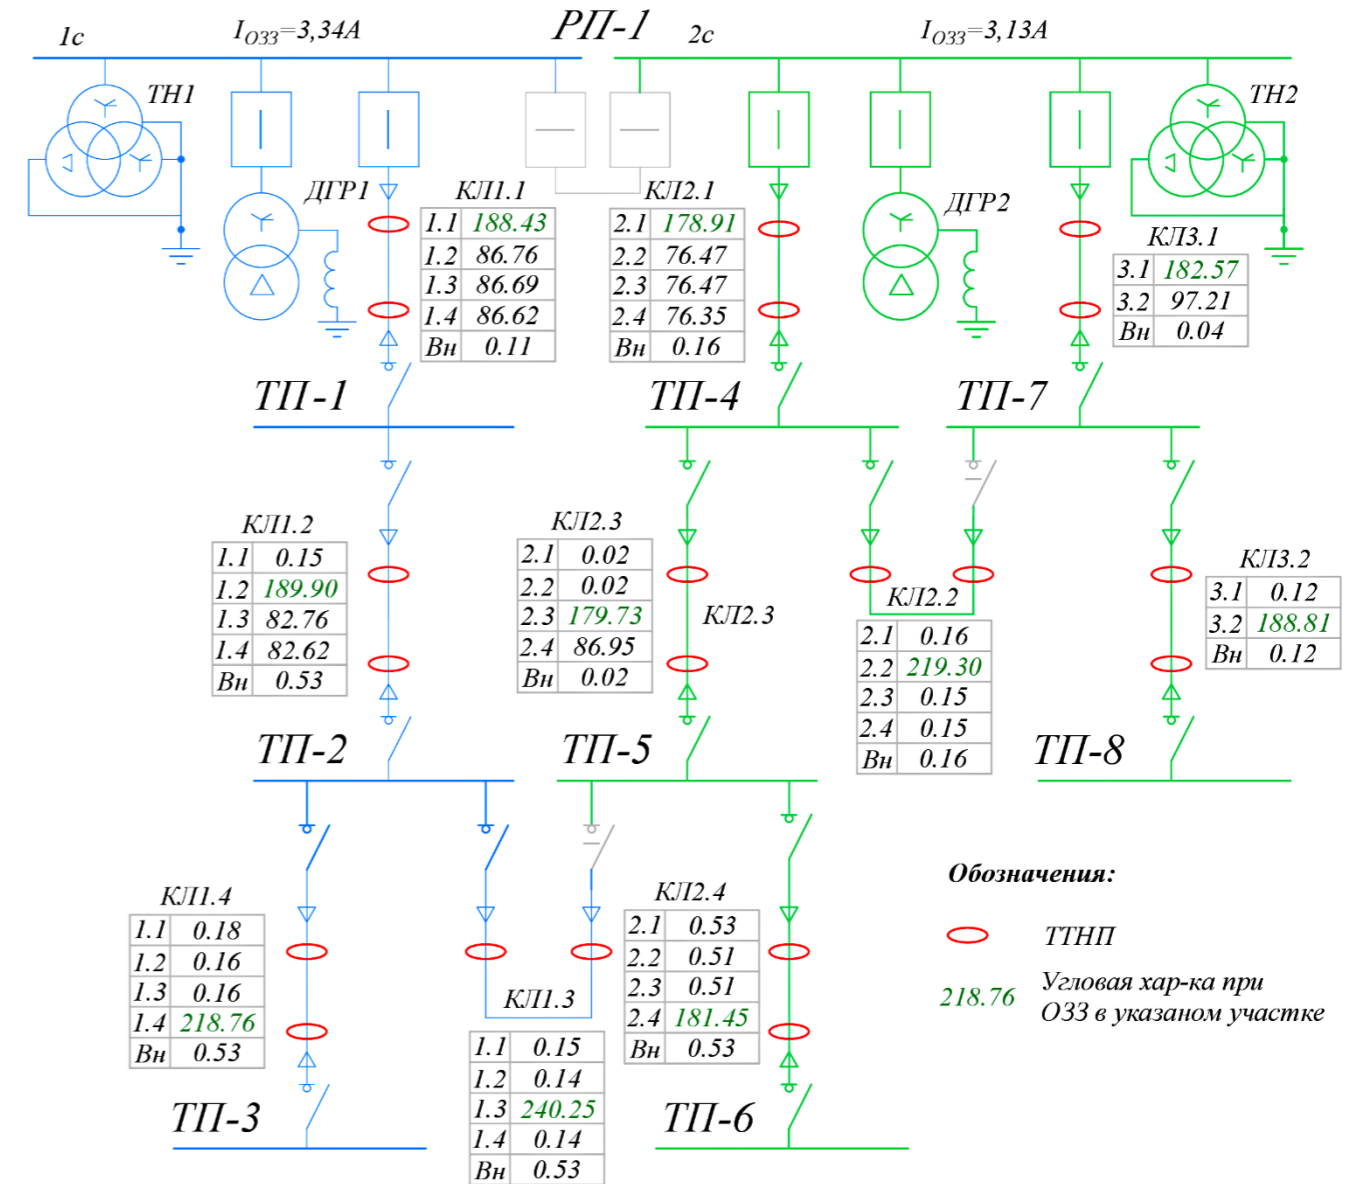 1с
I_ОЗЗ=3,34А
РП-1
2с
I_ОЗЗ=3,13А
ТН1
ТН2
ДГР1
ДГР2
КЛ1.1
1.1 188.43
1.2 86.76
1.3 86.69
1.4 86.62
Вн 0.11
КЛ2.1
2.1 178.91
2.2 76.47
2.3 76.47
2.4 76.35
Вн 0.16
КЛ3.1
3.1 182.57
3.2 97.21
Вн 0.04
ТП-1
ТП-4
ТП-7
КЛ1.2
1.1 0.15
1.2 189.90
1.3 82.76
1.4 82.62
Вн 0.53
КЛ2.3
2.1 0.02
2.2 0.02
2.3 179.73
2.4 86.95
Вн 0.02
КЛ2.3
КЛ2.2
2.1 0.16
2.2 219.30
2.3 0.15
2.4 0.15
Вн 0.16
КЛ3.2
3.1 0.12
3.2 188.81
Вн 0.12
ТП-2
ТП-5
ТП-8
КЛ1.4
1.1 0.18
1.2 0.16
1.3 0.16
1.4 218.76
Вн 0.53
КЛ1.3
1.1 0.15
1.2 0.14
1.3 240.25
1.4 0.14
Вн 0.53
КЛ2.4
2.1 0.53
2.2 0.51
2.3 0.51
2.4 181.45
Вн 0.53
ТП-3
ТП-6
Обозначения:
ТТНП
218.76 Угловая хар-ка при
ОЗЗ в указаном участке